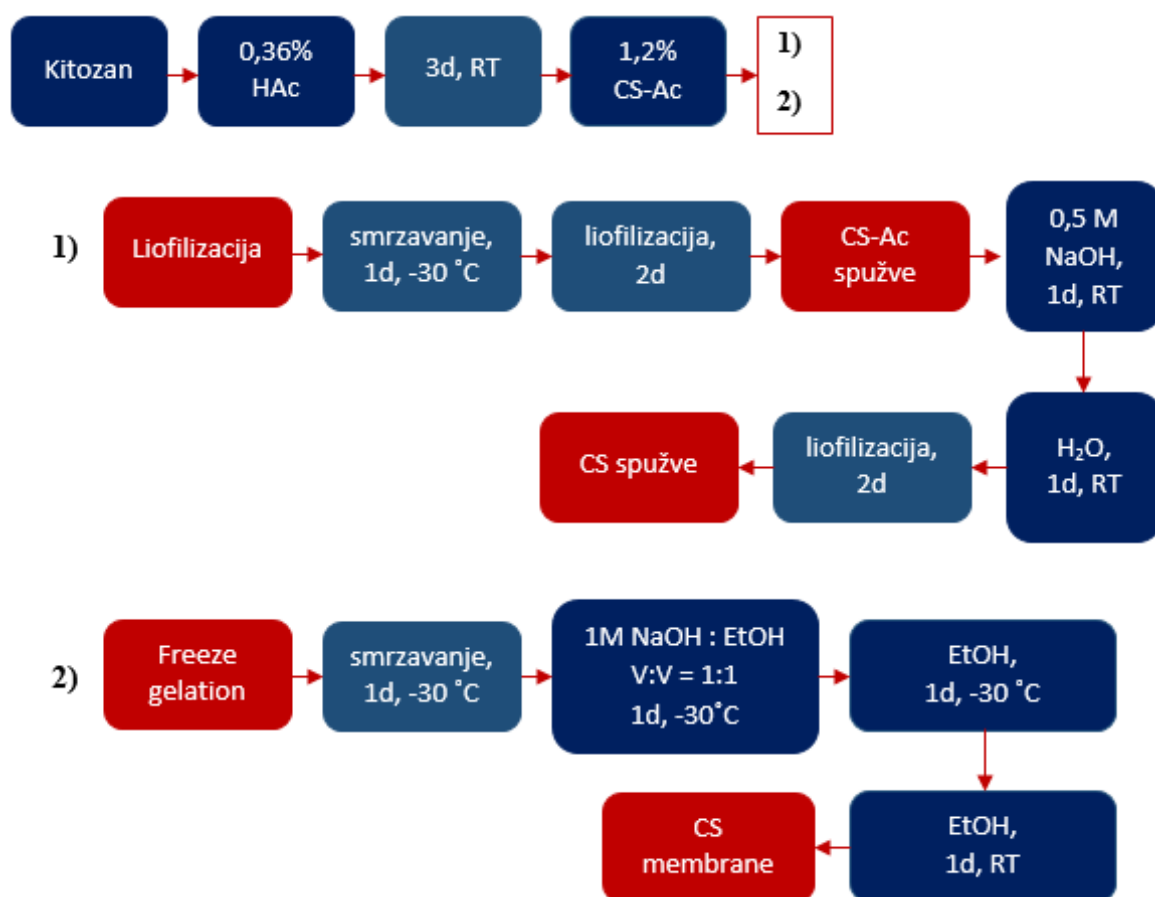 Kitozan
0,36%
HAc
3d, RT
1,2%
CS-Ac
1)
2)
1)
Liofilizacija
smrzavanje,
1d, -30 ˚C
liofilizacija,
2d
CS-Ac
spužve
0,5 M
NaOH,
1d, RT
H₂O,
1d, RT
liofilizacija,
2d
CS spužve
2)
Freeze
gelation
smrzavanje,
1d, -30 ˚C
1M NaOH : EtOH
V:V = 1:1
1d, -30˚C
EtOH,
1d, -30 ˚C
EtOH,
1d, RT
CS
membrane